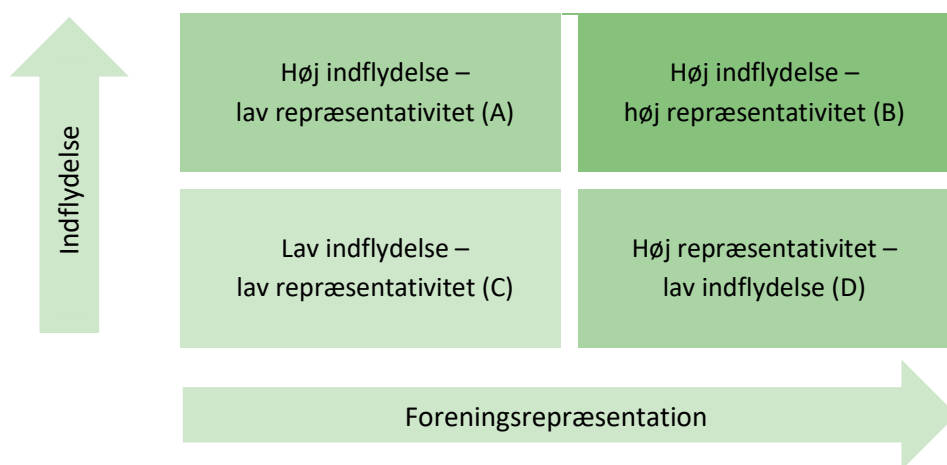 Høj indflydelse –
lav repræsentativitet (A)
Høj indflydelse –
høj repræsentativitet (B)
Indflydelse
Lav indflydelse –
lav repræsentativitet (C)
Høj repræsentativitet –
lav indflydelse (D)
Foreningsrepræsentation